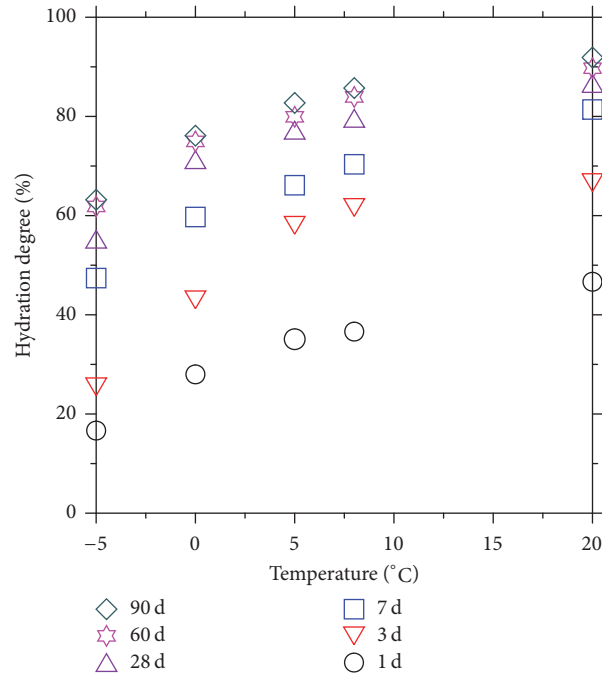 100
80
60
40
20
0
Hydration degree (%)
−5 0 5 10 15 20
Temperature (°C)
90 d 7 d
60 d 3 d
28 d 1 d